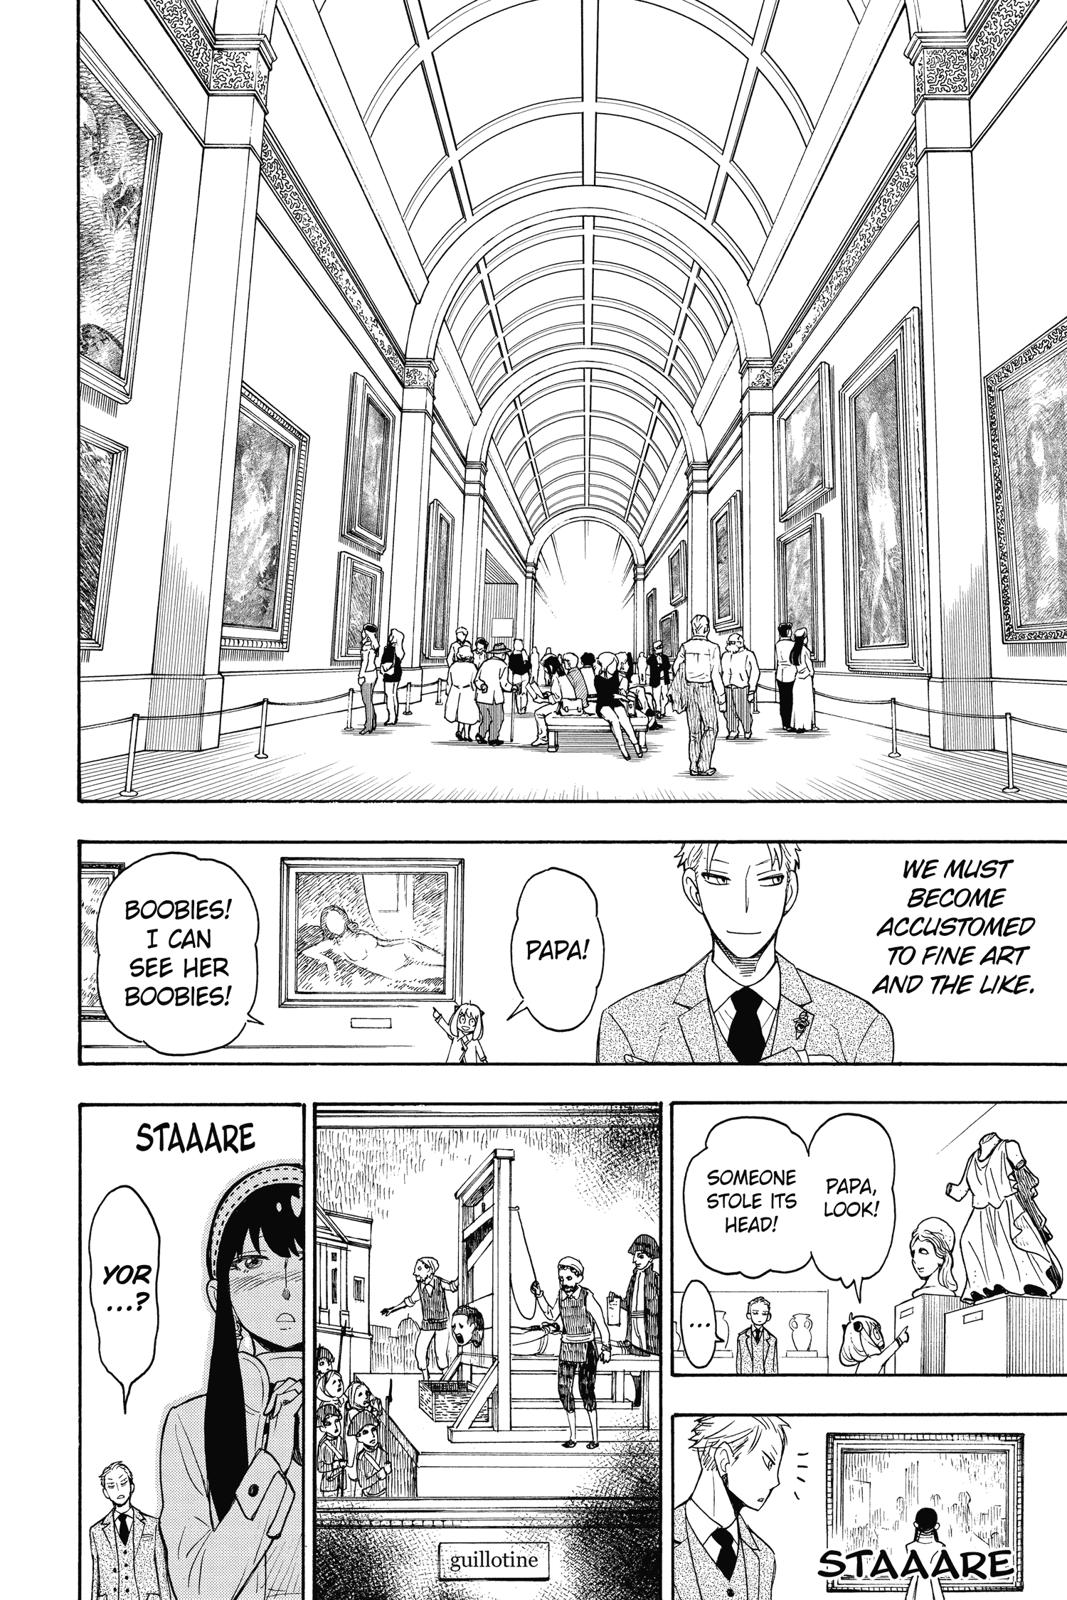 WE MUST
BECOME
ACCUSTOMED
TO FINE ART
AND THE LIKE.
PAPA!
BOOBIES!
I CAN
SEE HER
BOOBIES!
PAPA,
LOOK!
SOMEONE
STOLE ITS
HEAD!
...
STAAARE
guillotine
STAAARE
YOR
...?